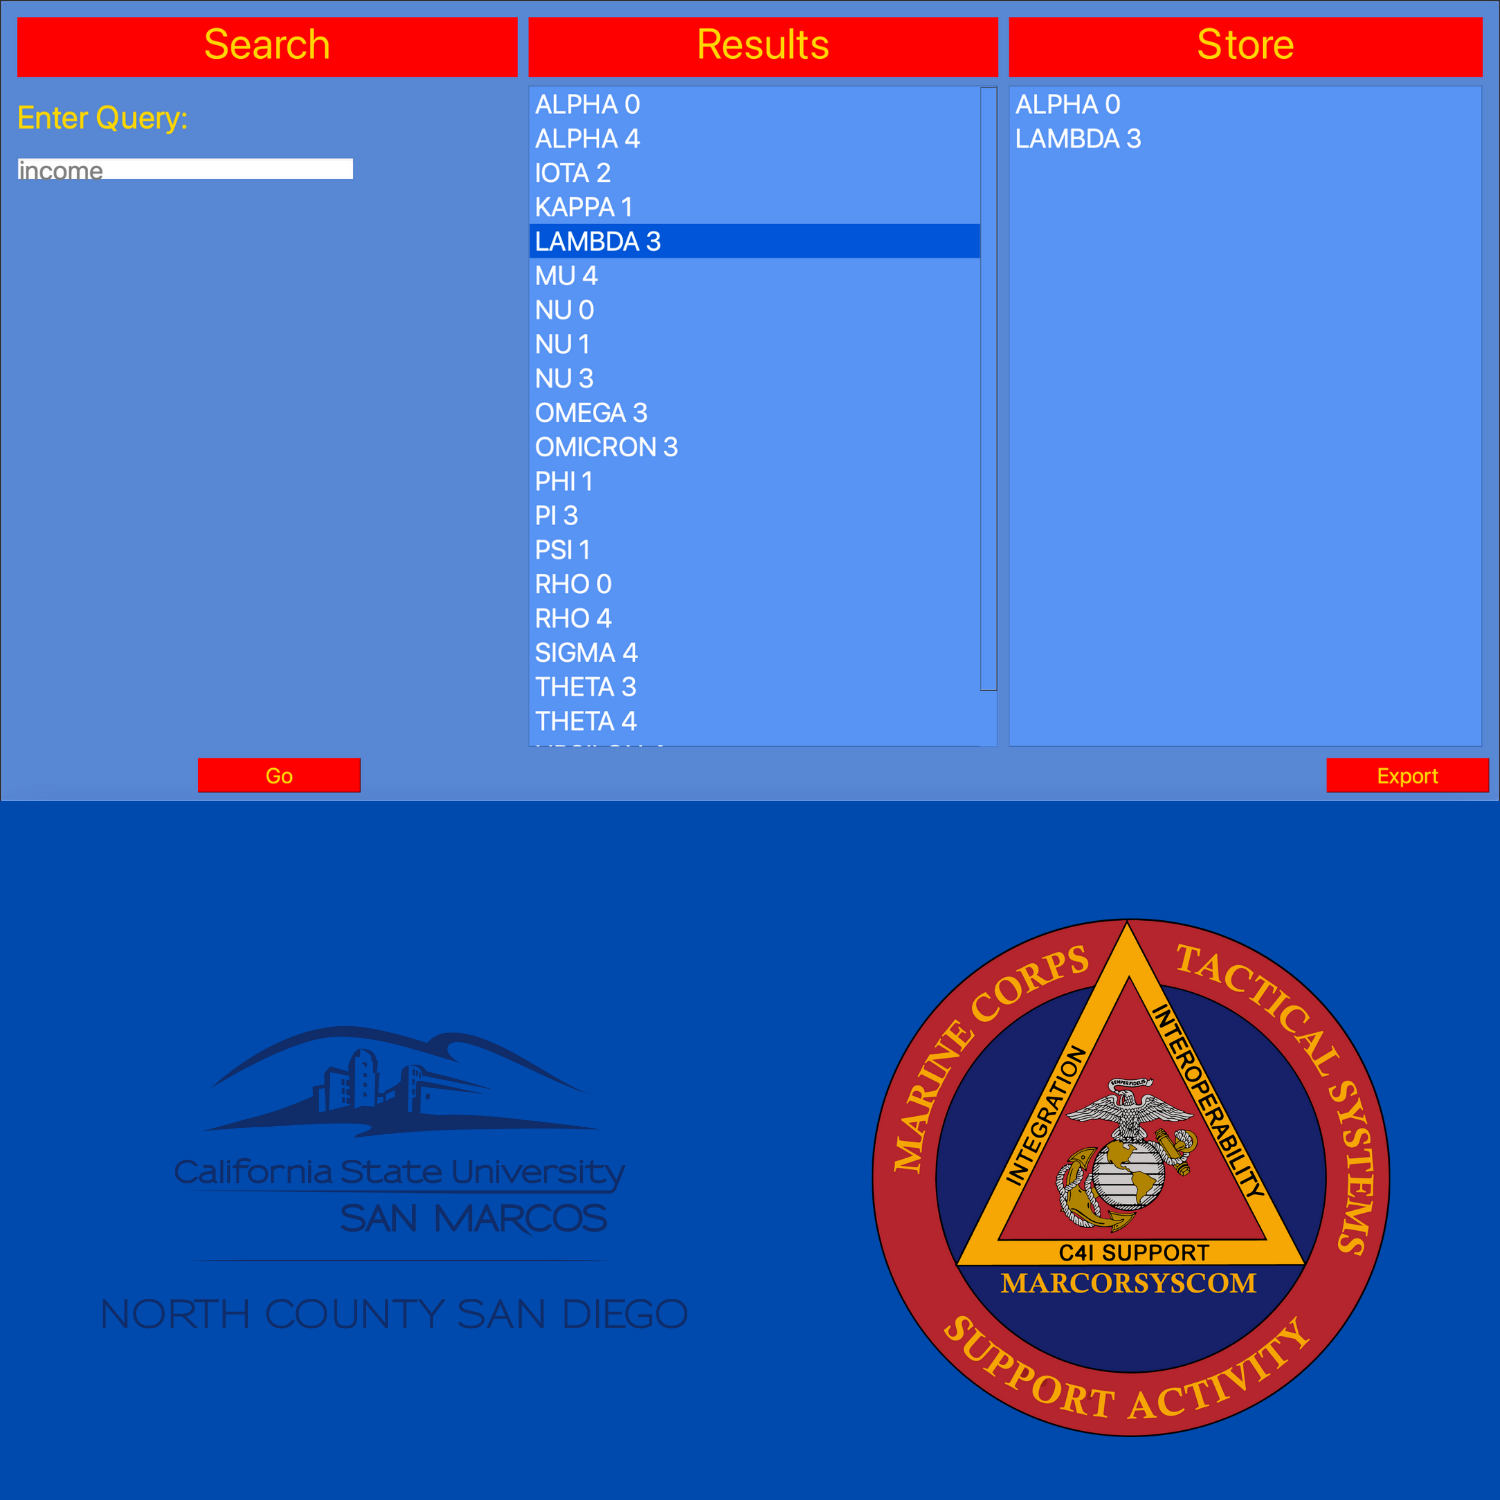 Search
Enter Query:
income
Go
Results
ALPHA 0
ALPHA 4
IOTA 2
KAPPA 1
LAMBDA 3
MU 4
NU 0
NU 1
NU 3
OMEGA 3
OMICRON 3
PHI 1
PI 3
PSI 1
RHO 0
RHO 4
SIGMA 4
THETA 3
THETA 4
Store
ALPHA 0
LAMBDA 3
Export
California State University
SAN MARCOS
NORTH COUNTY SAN DIEGO
MARINE CORPS
TACTICAL SYSTEMS
SUPPORT ACTIVITY
INTEGRATION
INTEROPERABILITY
C4I SUPPORT
MARCORSYSCOM